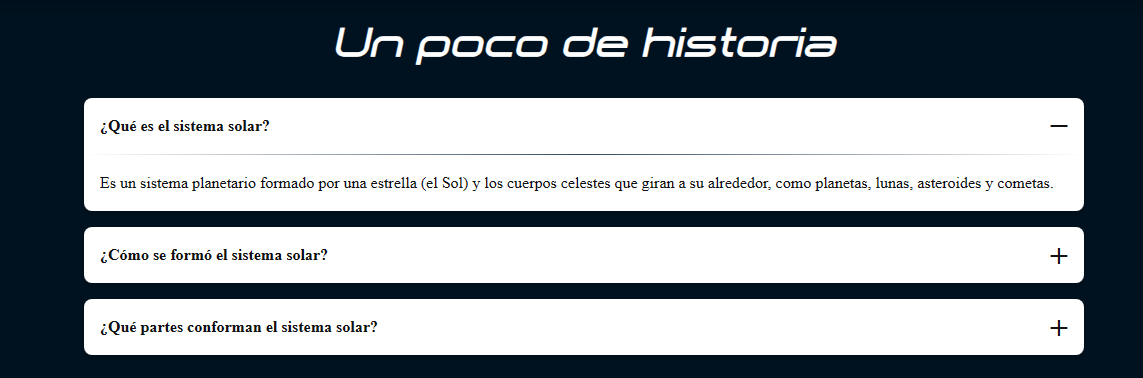 Un poco de historia
¿Qué es el sistema solar?
Es un sistema planetario formado por una estrella (el Sol) y los cuerpos celestes que giran a su alrededor, como planetas, lunas, asteroides y cometas.
¿Cómo se formó el sistema solar?
¿Qué partes conforman el sistema solar?